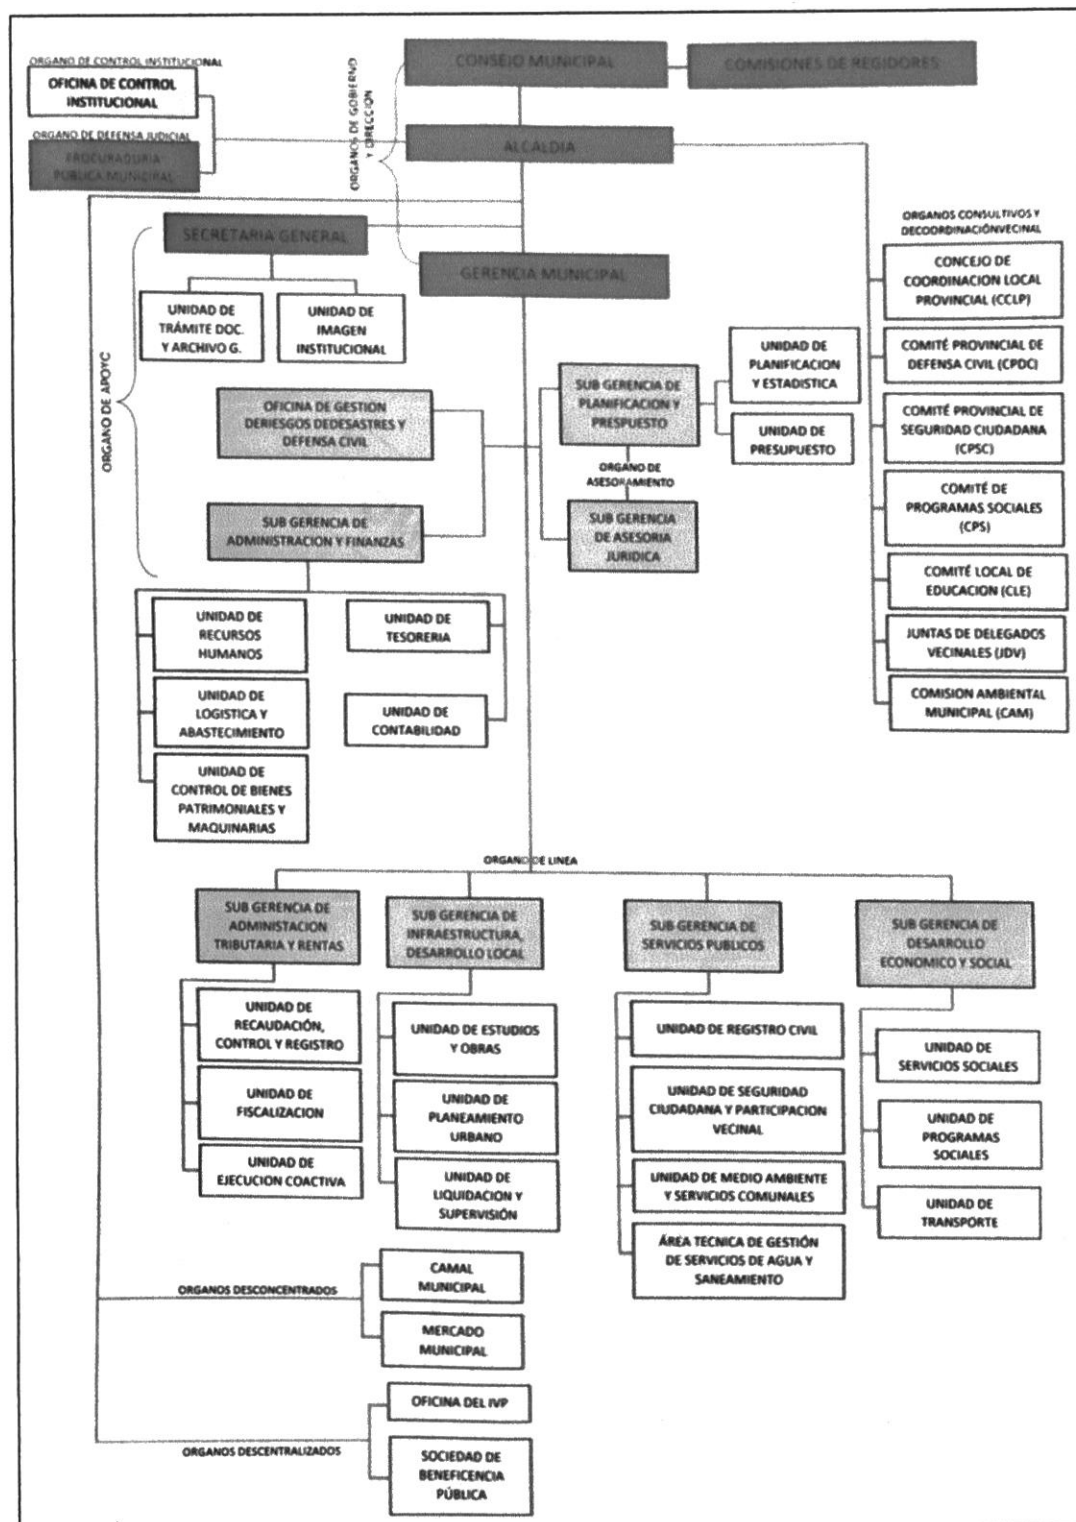 ORGANO DE CONTROL INSTITUCIONAL
OFICINA DE CONTROL
INSTITUCIONAL
ORGANO DE DEFENSA JUDICIAL
PROCURADURIA
PUBLICA MUNICIPAL
ORGANOS DE GOBIERNO
Y DIRECCION
CONSEJO MUNICIPAL
COMISIONES DE REGIDORES
ALCALDIA
SECRETARIA GENERAL
GERENCIA MUNICIPAL
UNIDAD DE
TRÁMITE DOC.
Y ARCHIVO G.
UNIDAD DE
IMAGEN
INSTITUCIONAL
ORGANO DE APOYO
ORGANOS CONSULTIVOS Y
DECOORDINACIÓNVECINAL
CONCEJO DE
COORDINACION LOCAL
PROVINCIAL (CCLP)
COMITÉ PROVINCIAL DE
DEFENSA CIVIL (CPDC)
COMITÉ PROVINCIAL DE
SEGURIDAD CIUDADANA
(CPSC)
COMITÉ DE
PROGRAMAS SOCIALES
(CPS)
COMITÉ LOCAL DE
EDUCACION (CLE)
JUNTAS DE DELEGADOS
VECINALES (JDV)
COMISION AMBIENTAL
MUNICIPAL (CAM)
OFICINA DE GESTION
DERIESGOS DEDESASTRES Y
DEFENSA CIVIL
SUB GERENCIA DE
PLANIFICACION Y
PRESPUESTO
UNIDAD DE
PLANIFICACION
Y ESTADISTICA
UNIDAD DE
PRESUPUESTO
ORGANO DE
ASESORAMIENTO
SUB GERENCIA
DE ASESORIA
JURIDICA
SUB GERENCIA DE
ADMINISTRACION Y FINANZAS
UNIDAD DE
RECURSOS
HUMANOS
UNIDAD DE
TESORERIA
UNIDAD DE
LOGISTICA Y
ABASTECIMIENTO
UNIDAD DE
CONTABILIDAD
UNIDAD DE
CONTROL DE BIENES
PATRIMONIALES Y
MAQUINARIAS
ORGANO DE LINEA
SUB GERENCIA DE
ADMINISTACION
TRIBUTARIA Y RENTAS
UNIDAD DE
RECAUDACIÓN,
CONTROL Y REGISTRO
UNIDAD DE
FISCALIZACION
UNIDAD DE
EJECUCION COACTIVA
SUB GERENCIA DE
INFRAESTRUCTURA,
DESARROLLO LOCAL
UNIDAD DE ESTUDIOS
Y OBRAS
UNIDAD DE
PLANEAMIENTO
URBANO
UNIDAD DE
LIQUIDACION Y
SUPERVISIÓN
SUB GERENCIA DE
SERVICIOS PUBLICOS
UNIDAD DE REGISTRO CIVIL
UNIDAD DE SEGURIDAD
CIUDADANA Y PARTICIPACION
VECINAL
UNIDAD DE MEDIO AMBIENTE
Y SERVICIOS COMUNALES
ÁREA TECNICA DE GESTIÓN
DE SERVICIOS DE AGUA Y
SANEAMIENTO
SUB GERENCIA DE
DESARROLLO
ECONOMICO Y SOCIAL
UNIDAD DE
SERVICIOS SOCIALES
UNIDAD DE
PROGRAMAS
SOCIALES
UNIDAD DE
TRANSPORTE
ORGANOS DESCONCENTRADOS
CAMAL
MUNICIPAL
MERCADO
MUNICIPAL
ORGANOS DESCENTRALIZADOS
OFICINA DEL IVP
SOCIEDAD DE
BENEFICENCIA
PÚBLICA